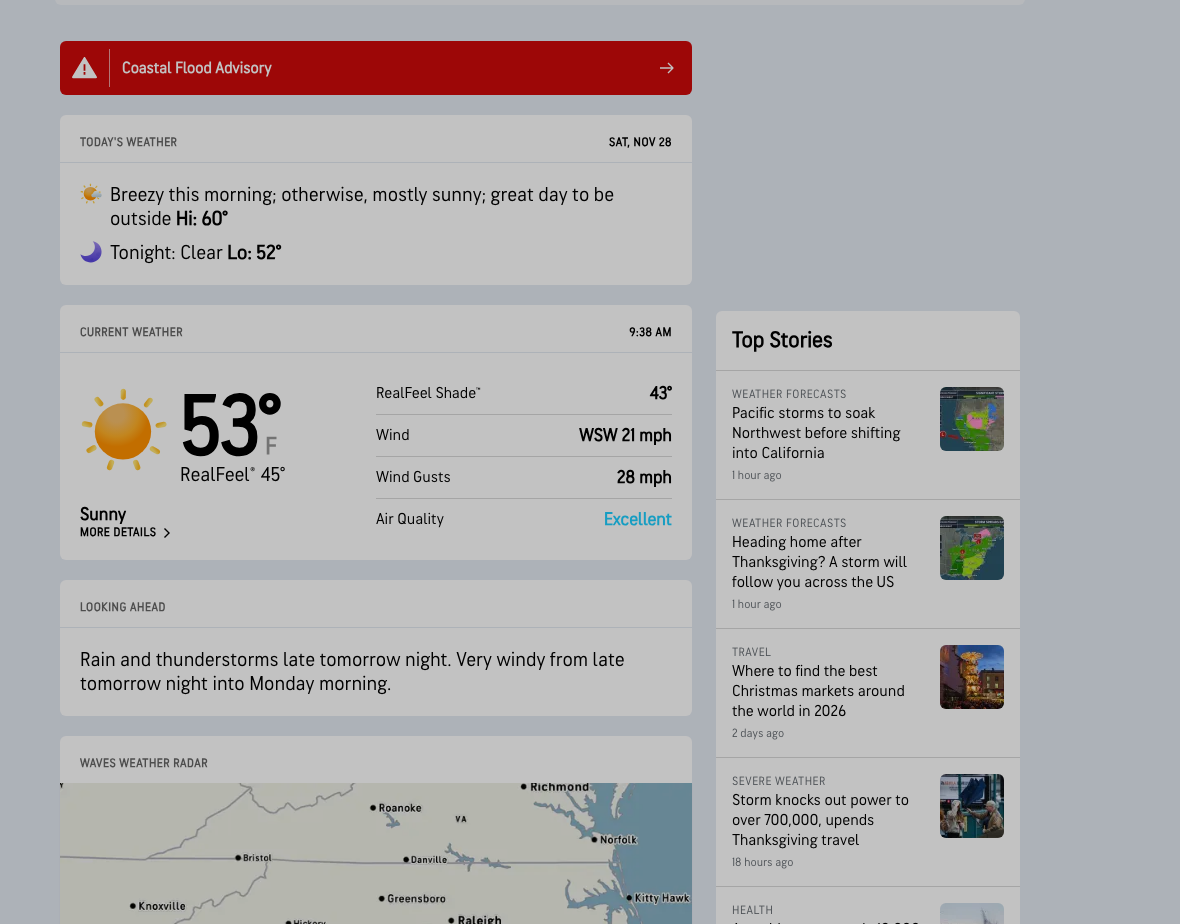 Coastal Flood Advisory
TODAY'S WEATHER
SAT, NOV 28
Breezy this morning; otherwise, mostly sunny; great day to be
outside Hi: 60°
Tonight: Clear Lo: 52°
CURRENT WEATHER
9:38 AM
53°
F
RealFeel® 45°
Sunny
MORE DETAILS
RealFeel Shade™ 43°
Wind WSW 21 mph
Wind Gusts 28 mph
Air Quality Excellent
LOOKING AHEAD
Rain and thunderstorms late tomorrow night. Very windy from late
tomorrow night into Monday morning.
WAVES WEATHER RADAR
Richmond
Roanoke
VA
Norfolk
Bristol
Danville
Greensboro
Kitty Hawk
Knoxville
Hickory
Raleigh
Top Stories
WEATHER FORECASTS
Pacific storms to soak
Northwest before shifting
into California
1 hour ago
WEATHER FORECASTS
Heading home after
Thanksgiving? A storm will
follow you across the US
1 hour ago
TRAVEL
Where to find the best
Christmas markets around
the world in 2026
2 days ago
SEVERE WEATHER
Storm knocks out power to
over 700,000, upends
Thanksgiving travel
18 hours ago
HEALTH